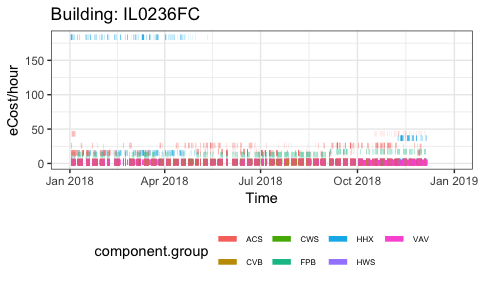 Building: IL0236FC
eCost/hour
150
100
50
0
Jan 2018 Apr 2018 Jul 2018 Oct 2018 Jan 2019
Time
component.group
ACS CWS HHX VAV
CVB FPB HWS